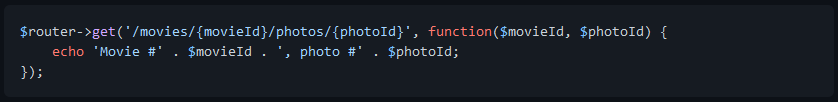 $router->get('/movies/{movieId}/photos/{photoId}', function($movieId, $photoId) {
    echo 'Movie #' . $movieId . ', photo #' . $photoId;
});